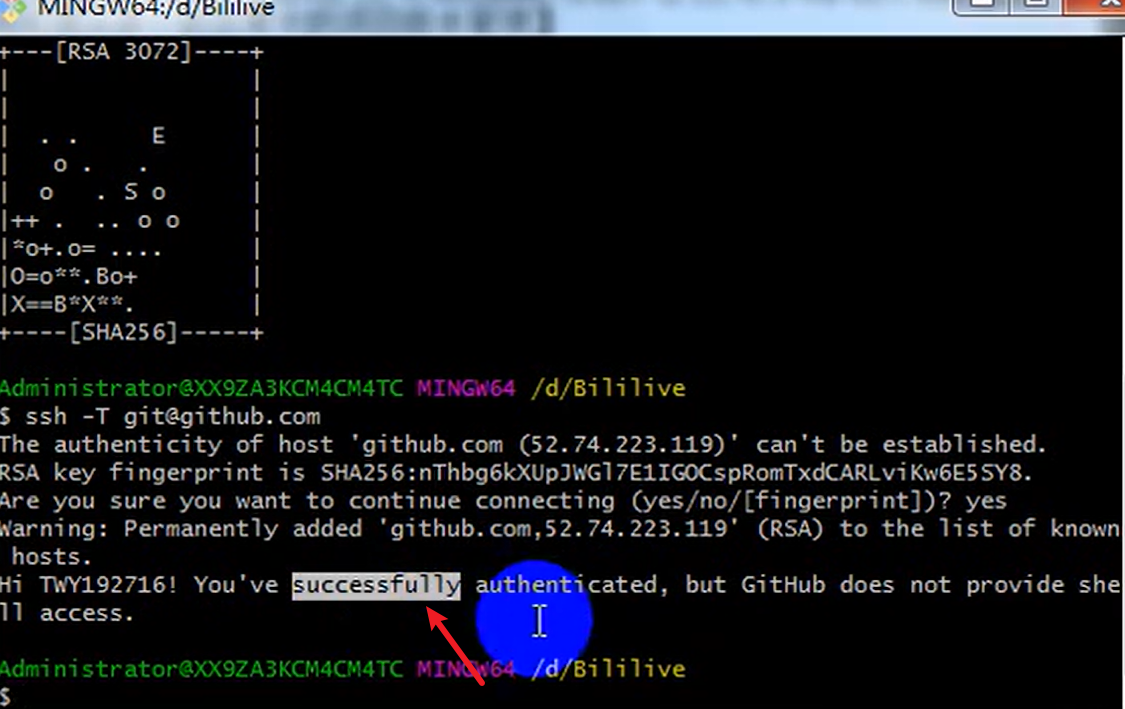 MINGW64:/d/Bililive
+---[RSA 3072]----+
|                 |
|                 |
|  . .     E      |
|   o .   .       |
|  o   . S o      |
|++ .  .. o o     |
|*o+.o= ....      |
|O=o**.Bo+        |
|X==B*X**.        |
+----[SHA256]-----+
Administrator@XX9ZA3KCM4CM4TC MINGW64 /d/Bililive
$ ssh -T git@github.com
The authenticity of host 'github.com (52.74.223.119)' can't be established.
RSA key fingerprint is SHA256:nThbg6kXUpJWGl7E1IGOCspRomTxdCARLviKw6E5SY8.
Are you sure you want to continue connecting (yes/no/[fingerprint])? yes
Warning: Permanently added 'github.com,52.74.223.119' (RSA) to the list of known
hosts.
Hi TWY192716! You've successfully authenticated, but GitHub does not provide she
ll access.
Administrator@XX9ZA3KCM4CM4TC MINGW64 /d/Bililive
$